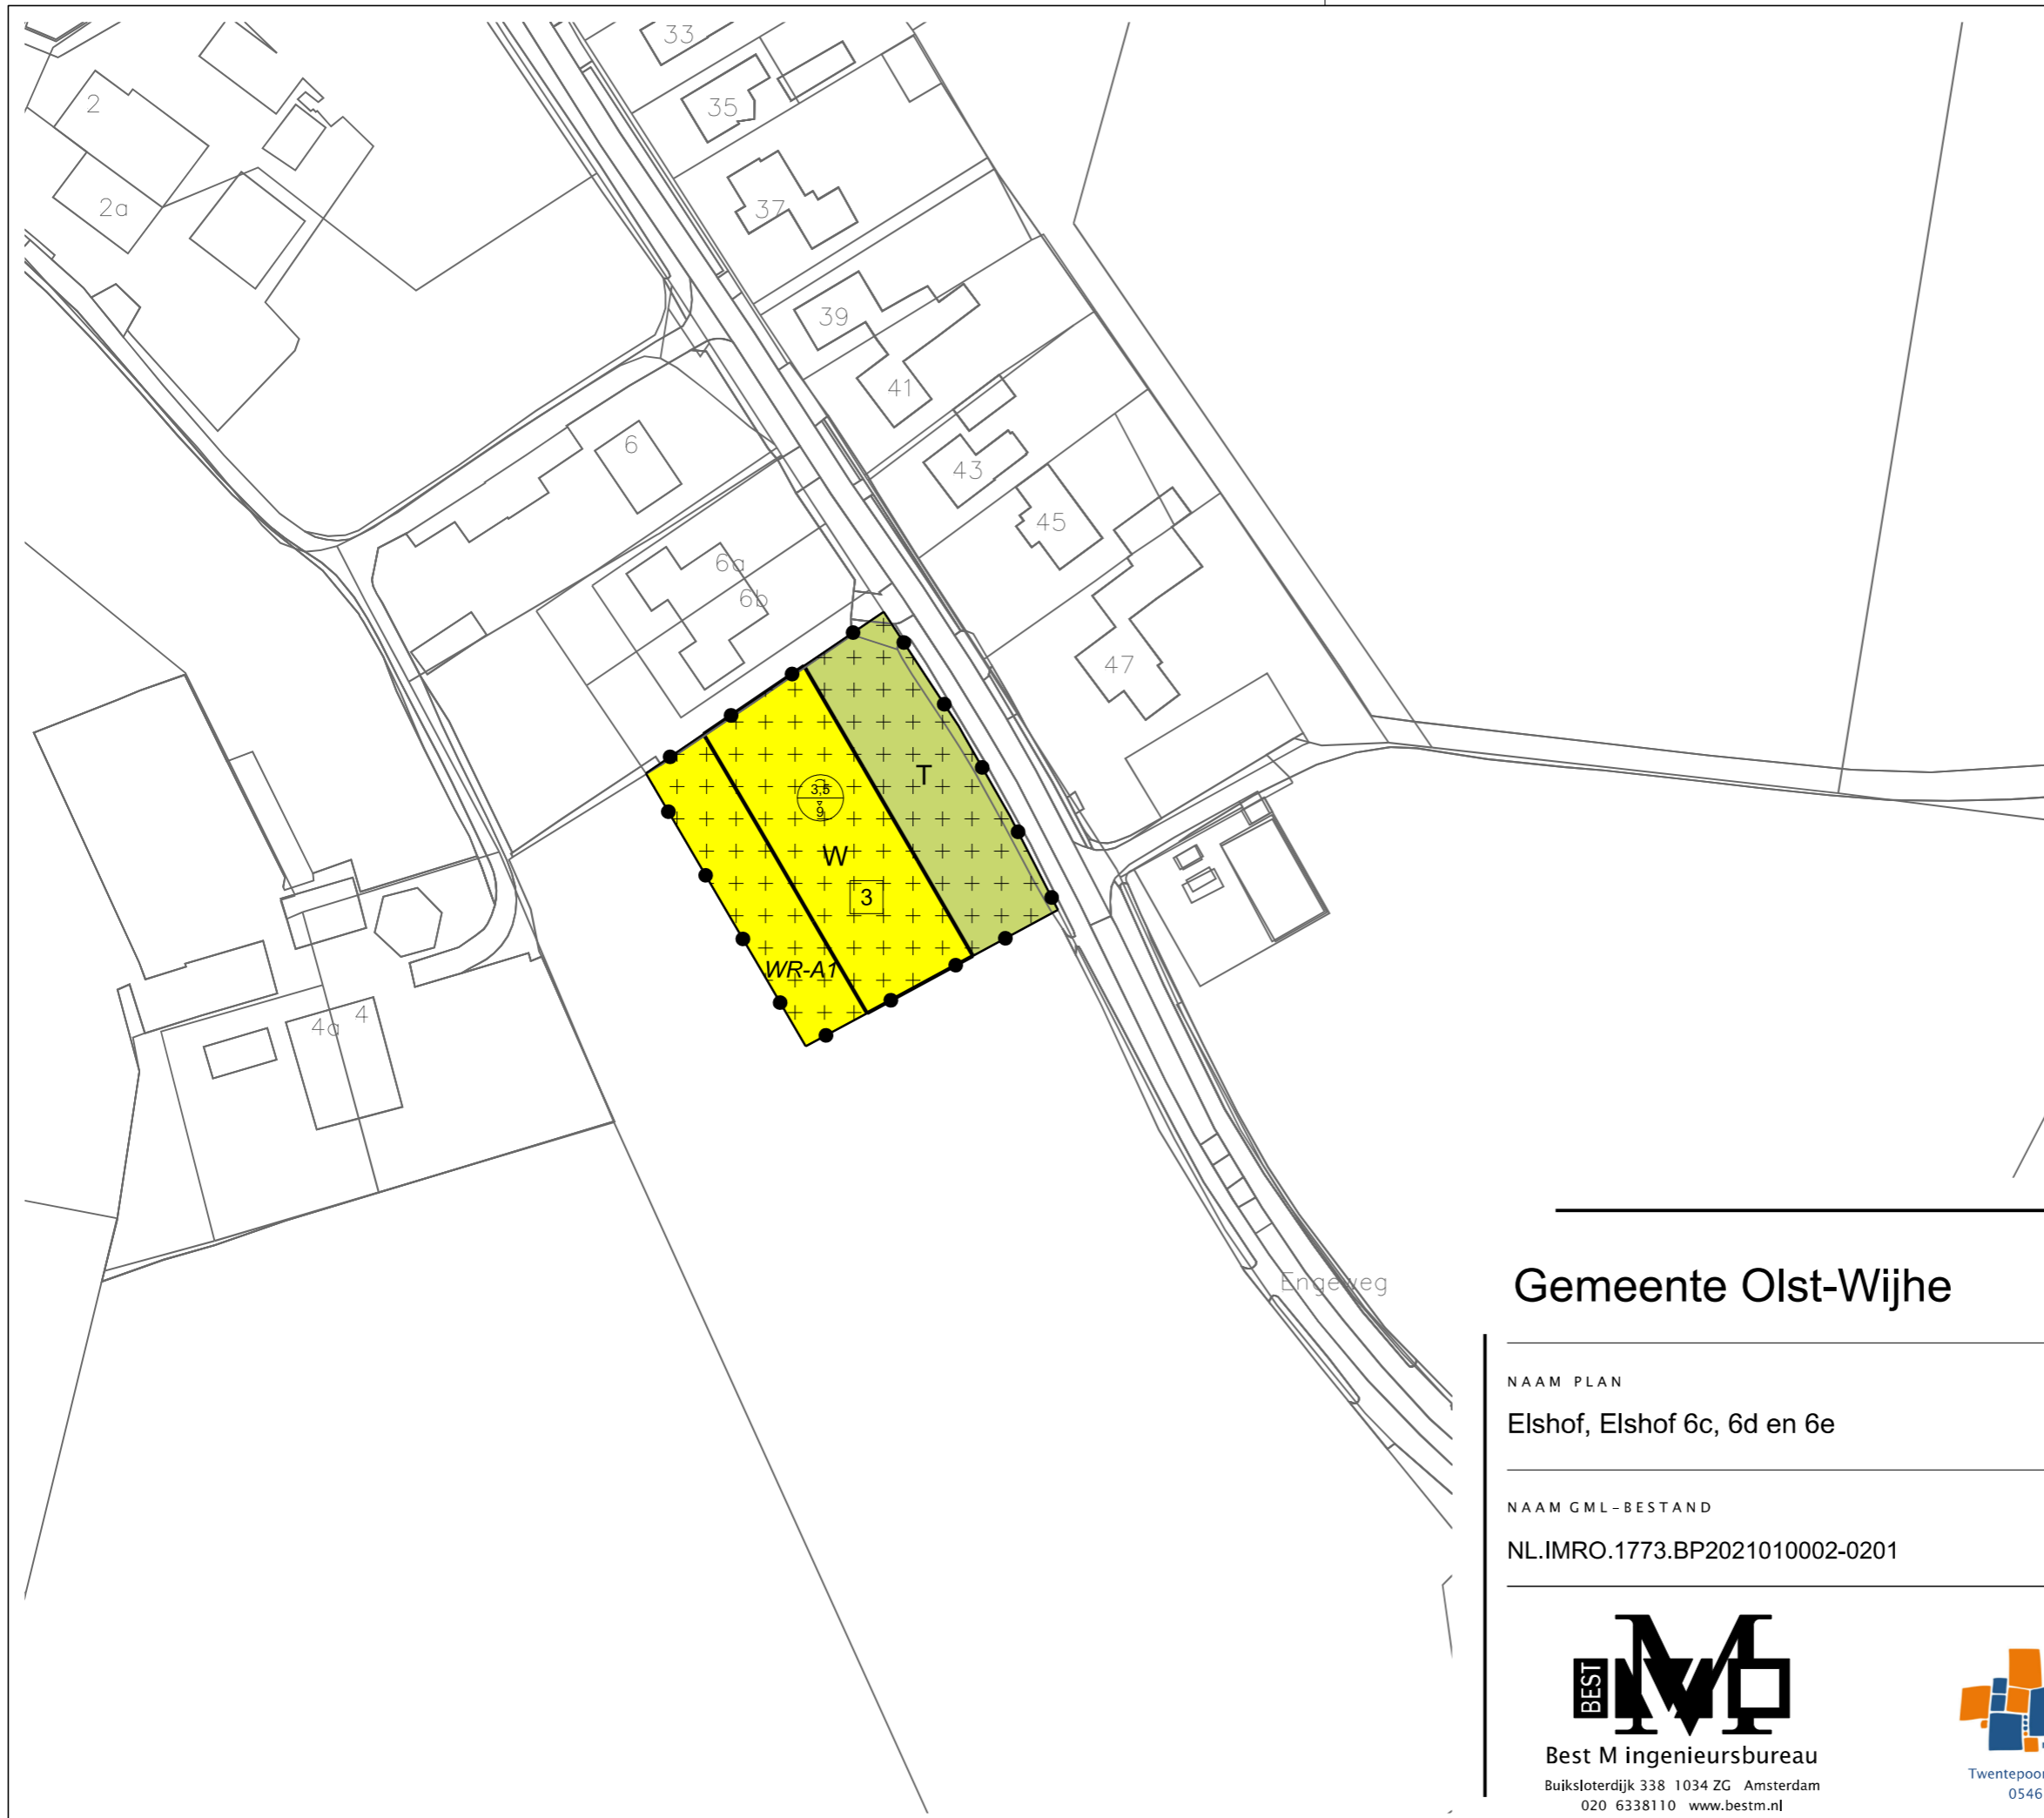 33
35
2
2a
37
39
41
6
43
45
6a
6b
47
T
3,5
9
W
3
WR-A1
4a
4
Engeweg
Gemeente Olst-Wijhe
NAAM PLAN
Elshof, Elshof 6c, 6d en 6e
NAAM GML-BESTAND
NL.IMRO.1773.BP2021010002-0201
BEST
M
Best M ingenieursbureau
Buiksloterdijk 338 1034 ZG Amsterdam
020 6338110 www.bestm.nl
Twentepoor
0546